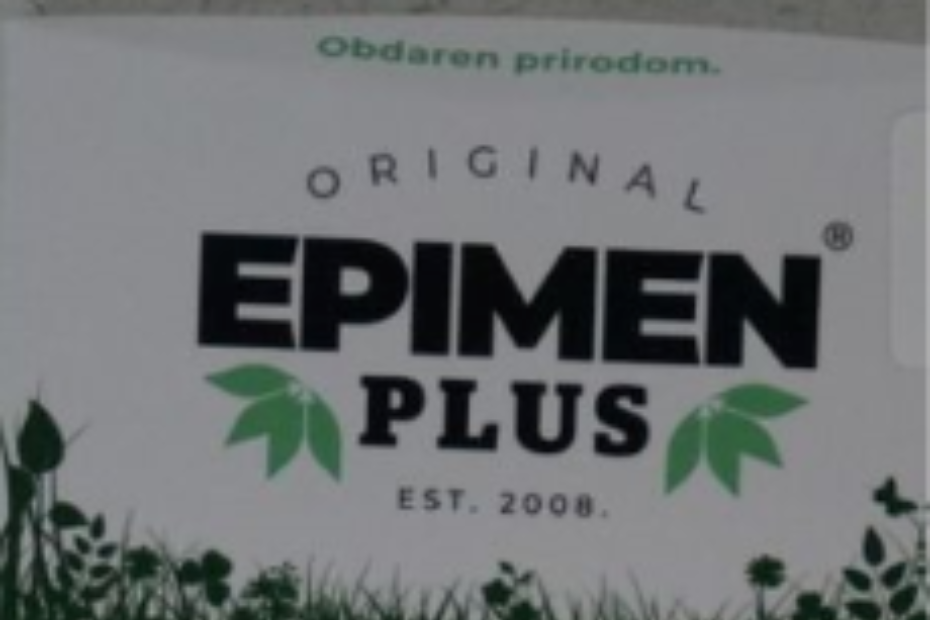 Obdaren prirodom.
ORIGINAL
EPIMEN®
PLUS
EST. 2008.